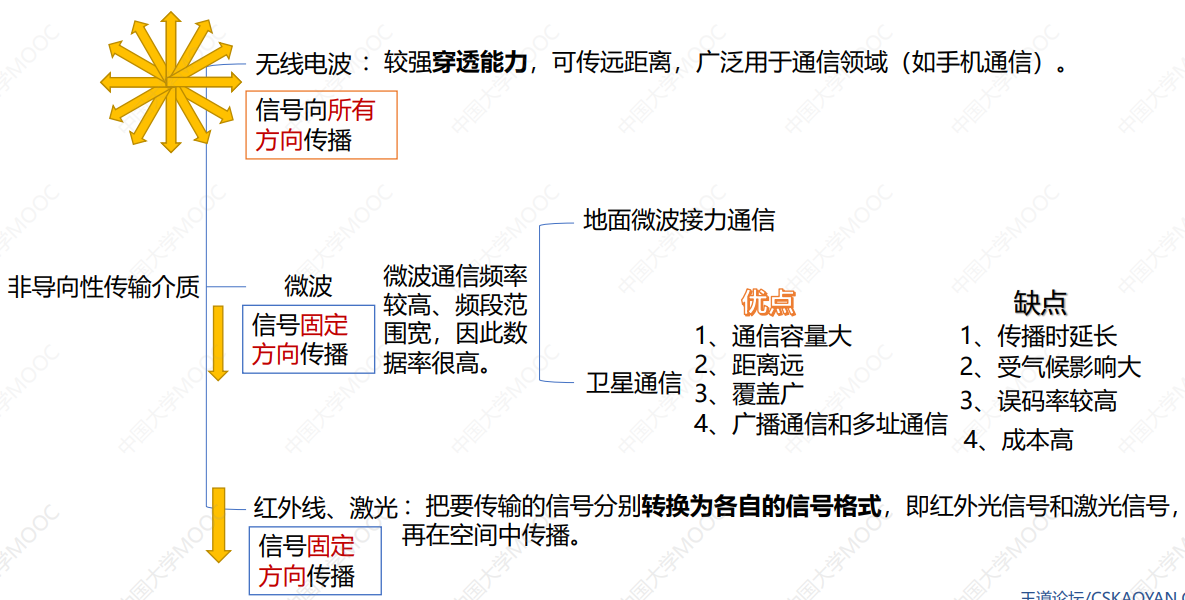 无线电波 : 较强穿透能力，可传远距离，广泛用于通信领域（如手机通信）。
信号向所有
方向传播
非导向性传输介质
微波
信号固定
方向传播
微波通信频率
较高、频段范
围宽，因此数
据率很高。
地面微波接力通信
卫星通信
优点
1、通信容量大
2、距离远
3、覆盖广
4、广播通信和多址通信
缺点
1、传播时延长
2、受气候影响大
3、误码率较高
4、成本高
红外线、激光 : 把要传输的信号分别转换为各自的信号格式，即红外光信号和激光信号，
再在空间中传播。
信号固定
方向传播
中国大学MOOC
王道论坛/CSKAOYAN.